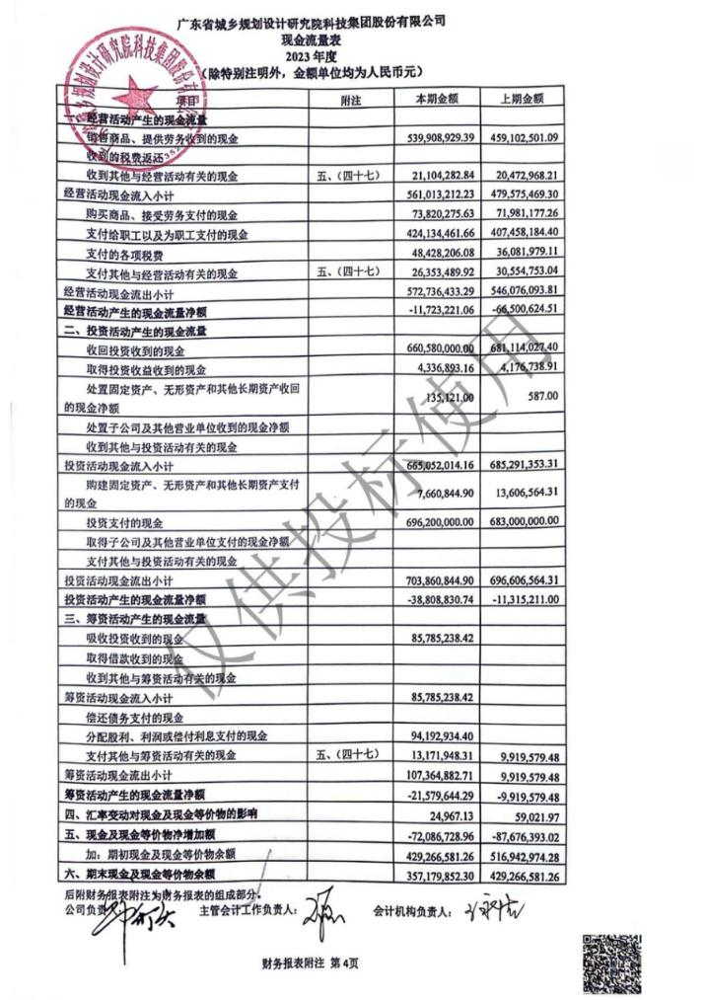 广东省城乡规划设计研究院科技集团股份有限公司
现金流量表
2023 年度
（除特别注明外，金额单位均为人民币元）
项目 附注 本期金额 上期金额
一、经营活动产生的现金流量
销售商品、提供劳务收到的现金 539,908,929.39 459,102,501.09
收到的税费返还
收到其他与经营活动有关的现金 五、(四十七) 21,104,282.84 20,472,968.21
经营活动现金流入小计 561,013,212.23 479,575,469.30
购买商品、接受劳务支付的现金 73,820,275.63 71,981,177.26
支付给职工以及为职工支付的现金 424,134,461.66 407,458,184.40
支付的各项税费 48,428,206.08 36,081,979.11
支付其他与经营活动有关的现金 五、(四十七) 26,353,489.92 30,554,753.04
经营活动现金流出小计 572,736,433.29 546,076,093.81
经营活动产生的现金流量净额 -11,723,221.06 -66,500,624.51
二、投资活动产生的现金流量
收回投资收到的现金 660,580,000.00 681,114,027.40
取得投资收益收到的现金 4,336,893.16 4,176,738.91
处置固定资产、无形资产和其他长期资产收回
的现金净额 135,121.00 587.00
处置子公司及其他营业单位收到的现金净额
收到其他与投资活动有关的现金
投资活动现金流入小计 665,052,014.16 685,291,353.31
购建固定资产、无形资产和其他长期资产支付
的现金 7,660,844.90 13,606,564.31
投资支付的现金 696,200,000.00 683,000,000.00
取得子公司及其他营业单位支付的现金净额
支付其他与投资活动有关的现金
投资活动现金流出小计 703,860,844.90 696,606,564.31
投资活动产生的现金流量净额 -38,808,830.74 -11,315,211.00
三、筹资活动产生的现金流量
吸收投资收到的现金 85,785,238.42
取得借款收到的现金
收到其他与筹资活动有关的现金
筹资活动现金流入小计 85,785,238.42
偿还债务支付的现金
分配股利、利润或偿付利息支付的现金 94,192,934.40
支付其他与筹资活动有关的现金 五、(四十七) 13,171,948.31 9,919,579.48
筹资活动现金流出小计 107,364,882.71 9,919,579.48
筹资活动产生的现金流量净额 -21,579,644.29 -9,919,579.48
四、汇率变动对现金及现金等价物的影响 24,967.13 59,021.97
五、现金及现金等价物净增加额 -72,086,728.96 -87,676,393.02
加：期初现金及现金等价物余额 429,266,581.26 516,942,974.28
六、期末现金及现金等价物余额 357,179,852.30 429,266,581.26
后附财务报表附注为财务报表的组成部分。
公司负责 主管会计工作负责人： 会计机构负责人：
财务报表附注 第4页
仅供投标使用